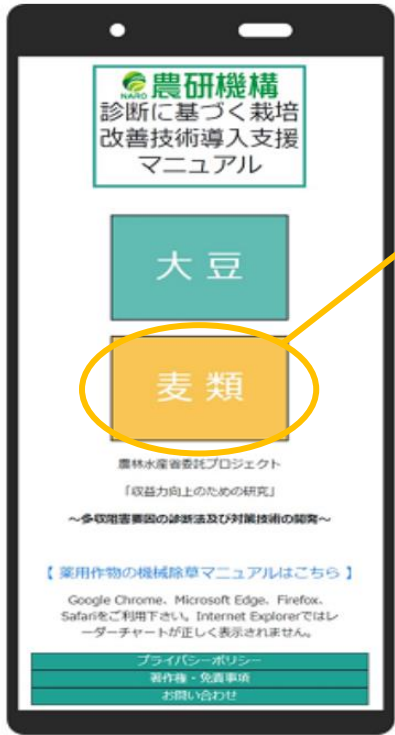 NARO 農研機構
診断に基づく栽培
改善技術導入支援
マニュアル
大豆
麦類
農林水産省委託プロジェクト
「収益力向上のための研究」
～多収阻害要因の診断法及び対策技術の開発～
【 薬用作物の機械除草マニュアルはこちら 】
Google Chrome、Microsoft Edge、Firefox、
Safariをご利用下さい。Internet Explorerではレ
ーダーチャートが正しく表示されません。
プライバシーポリシー
著作権・免責事項
お問い合わせ